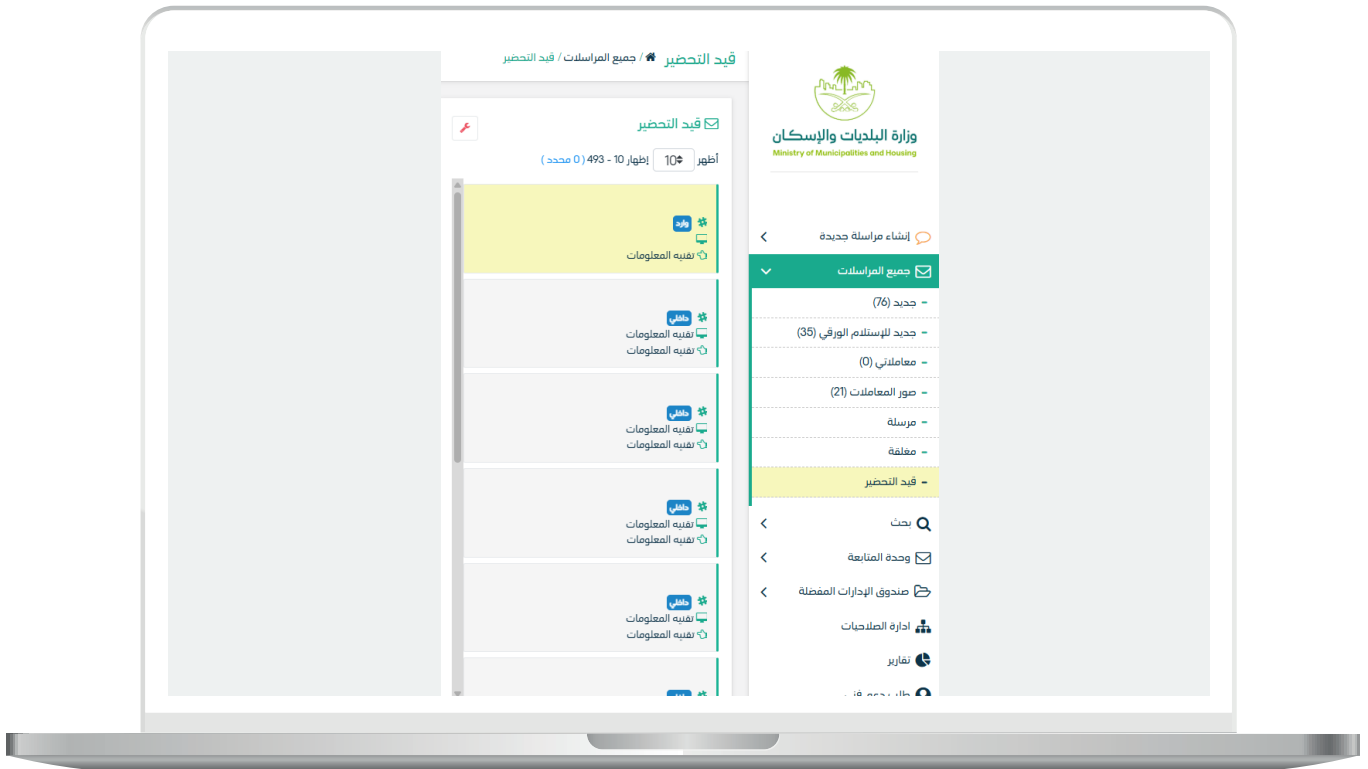 وزارة البلديات والإسكان
Ministry of Municipalities and Housing
إنشاء مراسلة جديدة
جميع المراسلات
جديد (76)
جديد للإستلام الورقي (35)
معاملاتي (0)
صور المعاملات (21)
مرسلة
مغلقة
قيد التحضير
بحث
وحدة المتابعة
صندوق الإدارات المفضلة
ادارة الصلاحيات
تقارير
طلب دعم فني
قيد التحضير / جميع المراسلات / قيد التحضير
قيد التحضير
أظهر 10 إظهار 10 - 493 ( 0 محدد )
وارد
تقنيه المعلومات
داخلي
تقنيه المعلومات
تقنيه المعلومات
داخلي
تقنيه المعلومات
تقنيه المعلومات
داخلي
تقنيه المعلومات
تقنيه المعلومات
داخلي
تقنيه المعلومات
تقنيه المعلومات